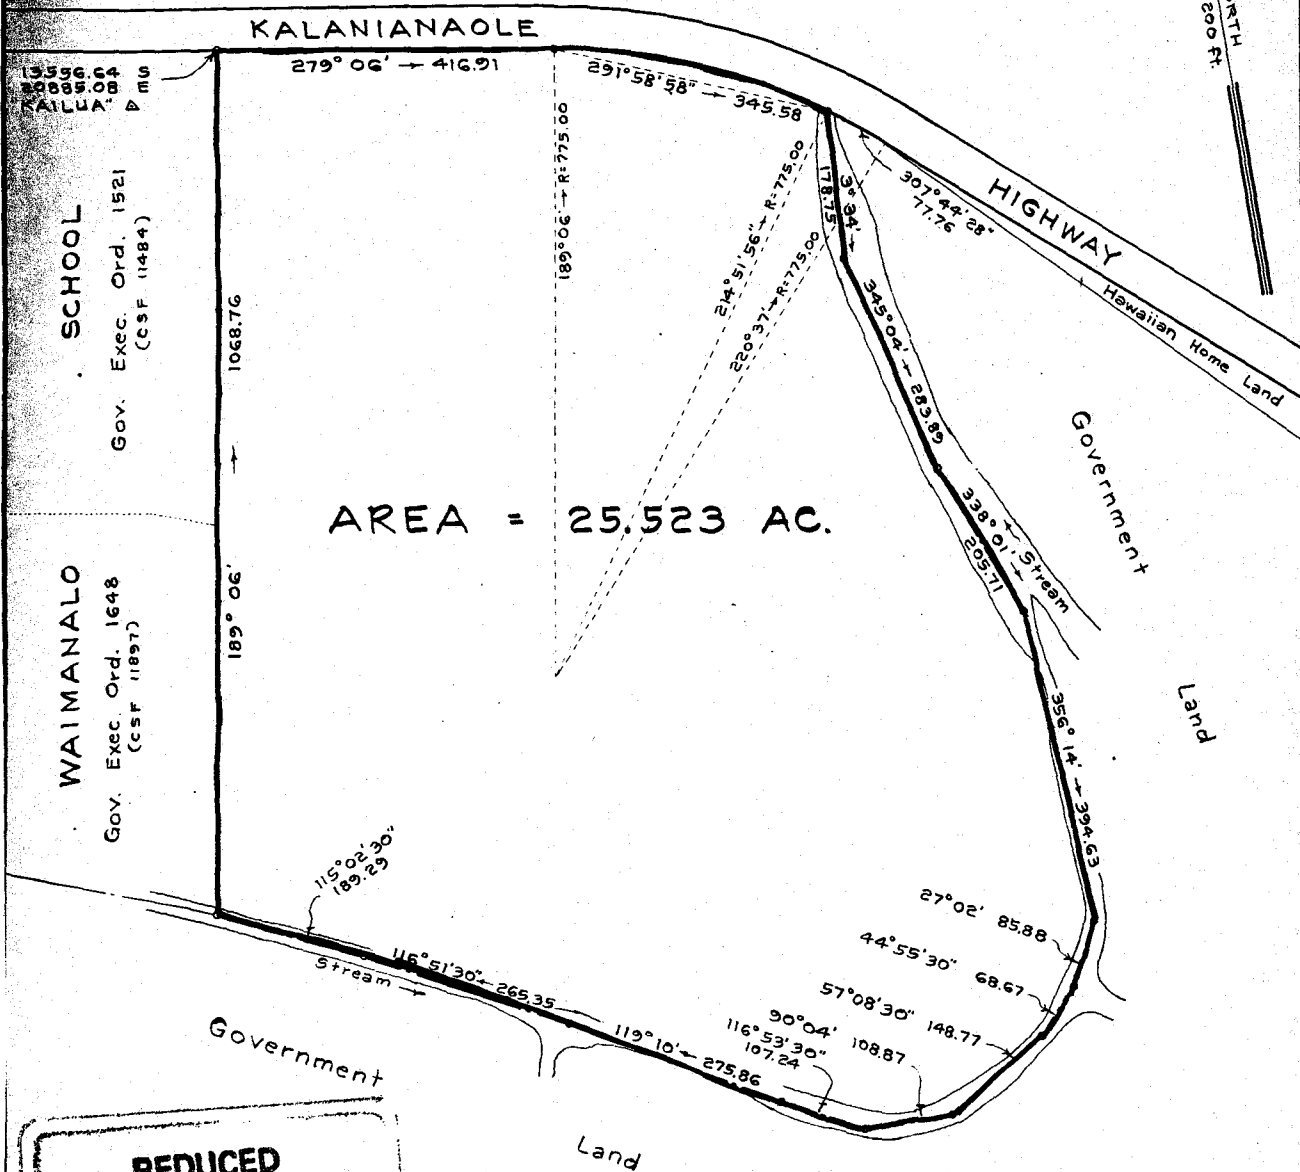 KALANIANAOLE
279° 06' → 416.91
291°58'58" → 345.58
13596.64 S
20885.08 E
"KAILUA" Δ
RTH
200 ft.
SCHOOL
Gov. Exec. Ord. 1521
(CSF 11484)
1068.76
189°06' → R=775.00
214°51'56" → R=775.00
220°37' → R=775.00
178.75
3° 34' →
307°44'28"
77.76
HIGHWAY
Hawaiian Home Land
345°04' ← 283.89
Government
AREA = 25.523 AC.
338°01' →
205.71
Stream
WAIMANALO
Gov. Exec. Ord. 1648
(CSF 11897)
189° 06'
Land
356° 14' → 394.63
115°02'30"
189.29
27°02' 85.88
44°55'30" 68.67
57°08'30" 148.77
90°04' 108.87
116°53'30"
107.24
116°51'30" ← 265.35
Stream →
119°10' ← 275.86
Government
Land
REDUCED